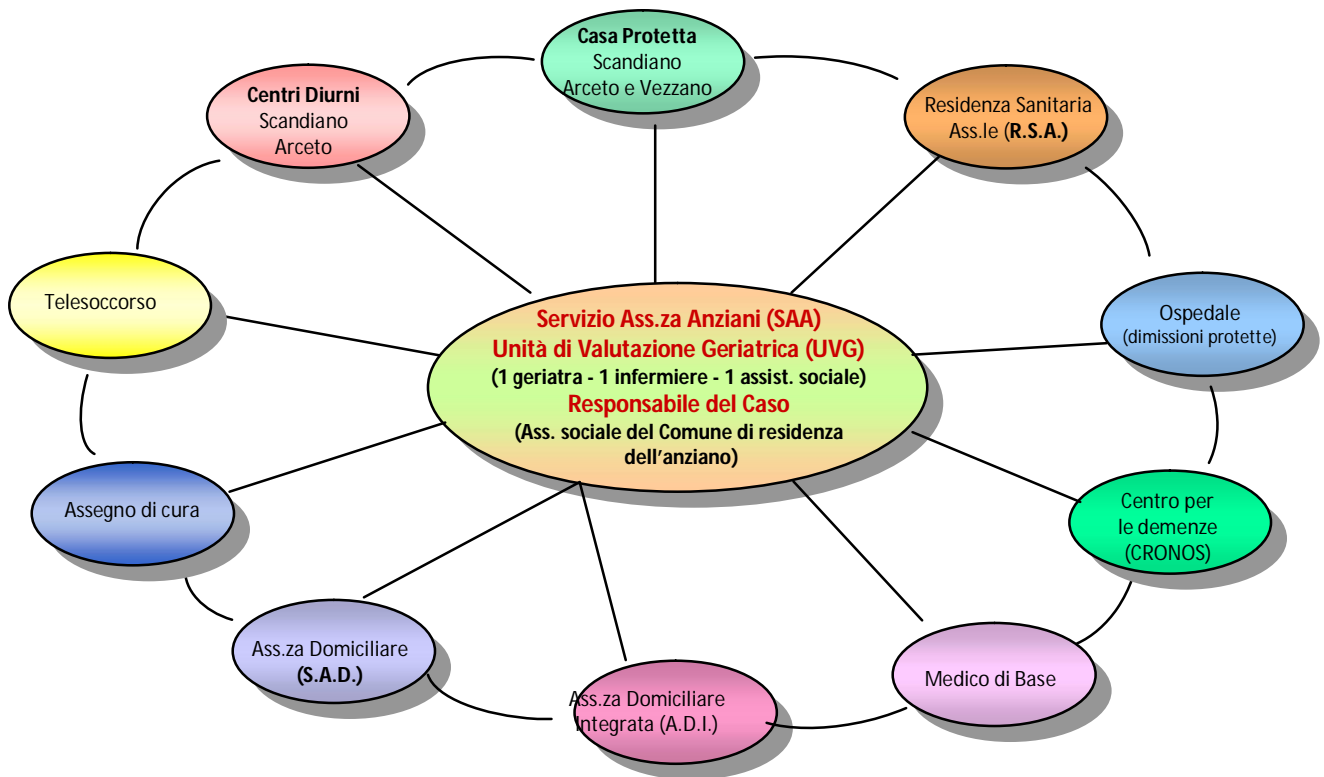 Casa Protetta
Scandiano
Arceto e Vezzano
Centri Diurni
Scandiano
Arceto
Residenza Sanitaria
Ass.le (R.S.A.)
Telesoccorso
Ospedale
(dimissioni protette)
Servizio Ass.za Anziani (SAA)
Unità di Valutazione Geriatrica (UVG)
(1 geriatra - 1 infermiere - 1 assist. sociale)
Responsabile del Caso
(Ass. sociale del Comune di residenza
dell'anziano)
Assegno di cura
Centro per
le demenze
(CRONOS)
Ass.za Domiciliare
(S.A.D.)
Ass.za Domiciliare
Integrata (A.D.I.)
Medico di Base